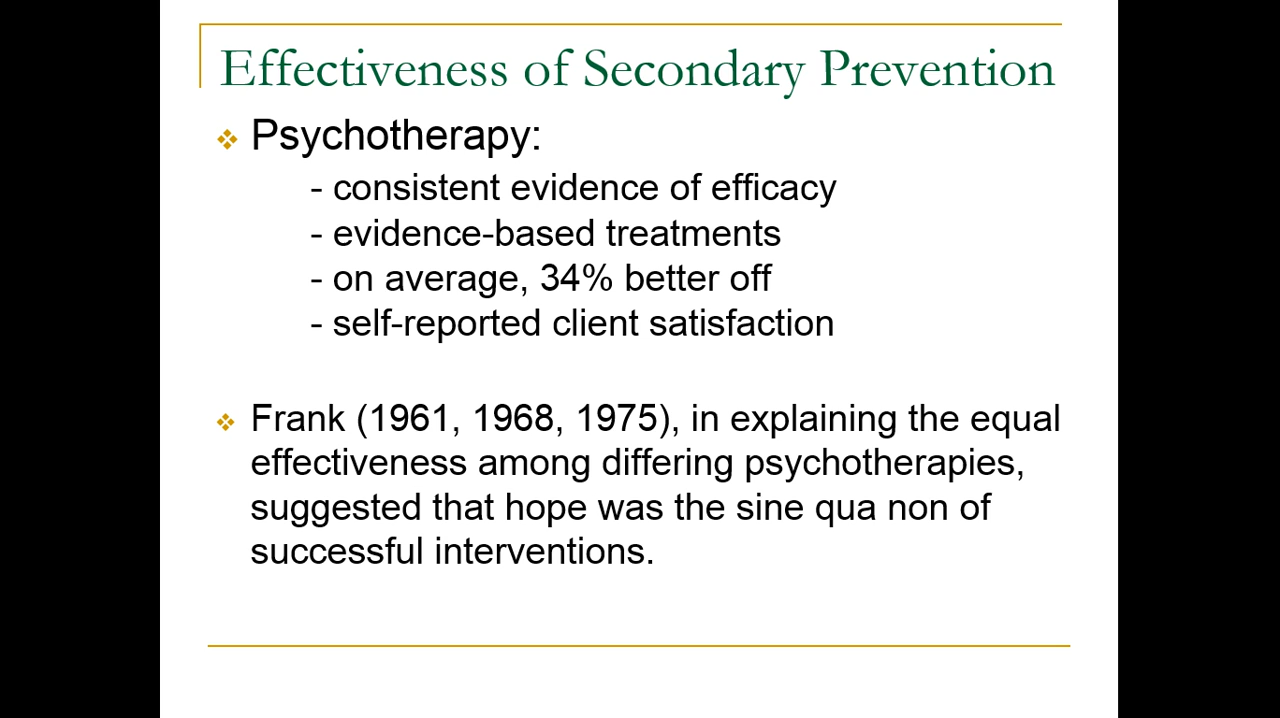 Effectiveness of Secondary Prevention
Psychotherapy:
- consistent evidence of efficacy
- evidence-based treatments
- on average, 34% better off
- self-reported client satisfaction
Frank (1961, 1968, 1975), in explaining the equal
effectiveness among differing psychotherapies,
suggested that hope was the sine qua non of
successful interventions.